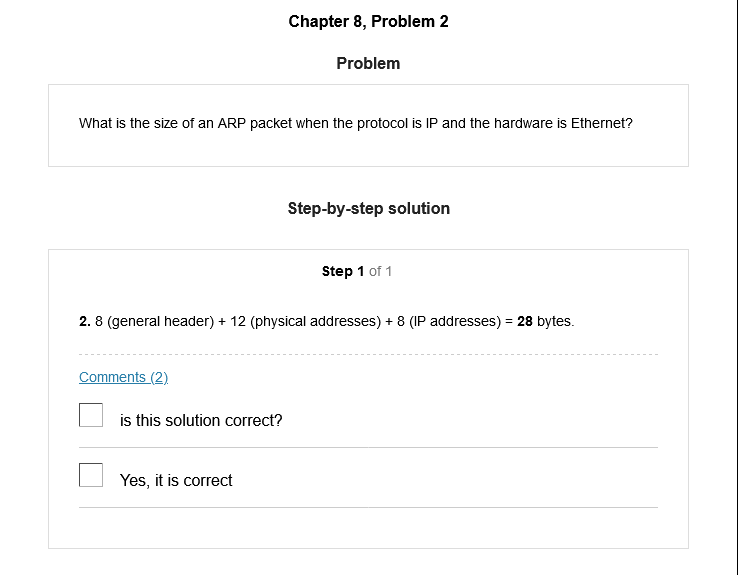 Chapter 8, Problem 2
Problem
What is the size of an ARP packet when the protocol is IP and the hardware is Ethernet?
Step-by-step solution
Step 1 of 1
2. 8 (general header) + 12 (physical addresses) + 8 (IP addresses) = 28 bytes.
Comments (2)
is this solution correct?
Yes, it is correct